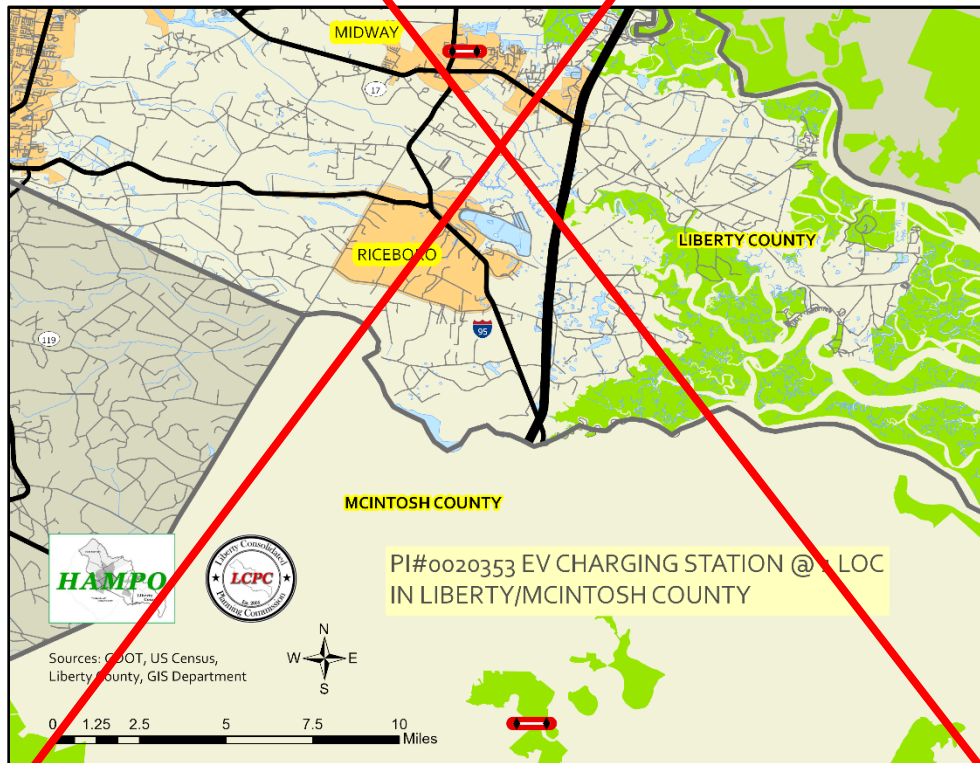 MIDWAY
17
LIBERTY COUNTY
RICEBORO
95
119
MCINTOSH COUNTY
PI#0020353 EV CHARGING STATION @ LOC
IN LIBERTY/MCINTOSH COUNTY
HAMPO
Liberty Consolidated
LCPC
Planning Commission
N
W E
S
Sources: GDOT, US Census,
Liberty County, GIS Department
0 1.25 2.5 5 7.5 10
Miles